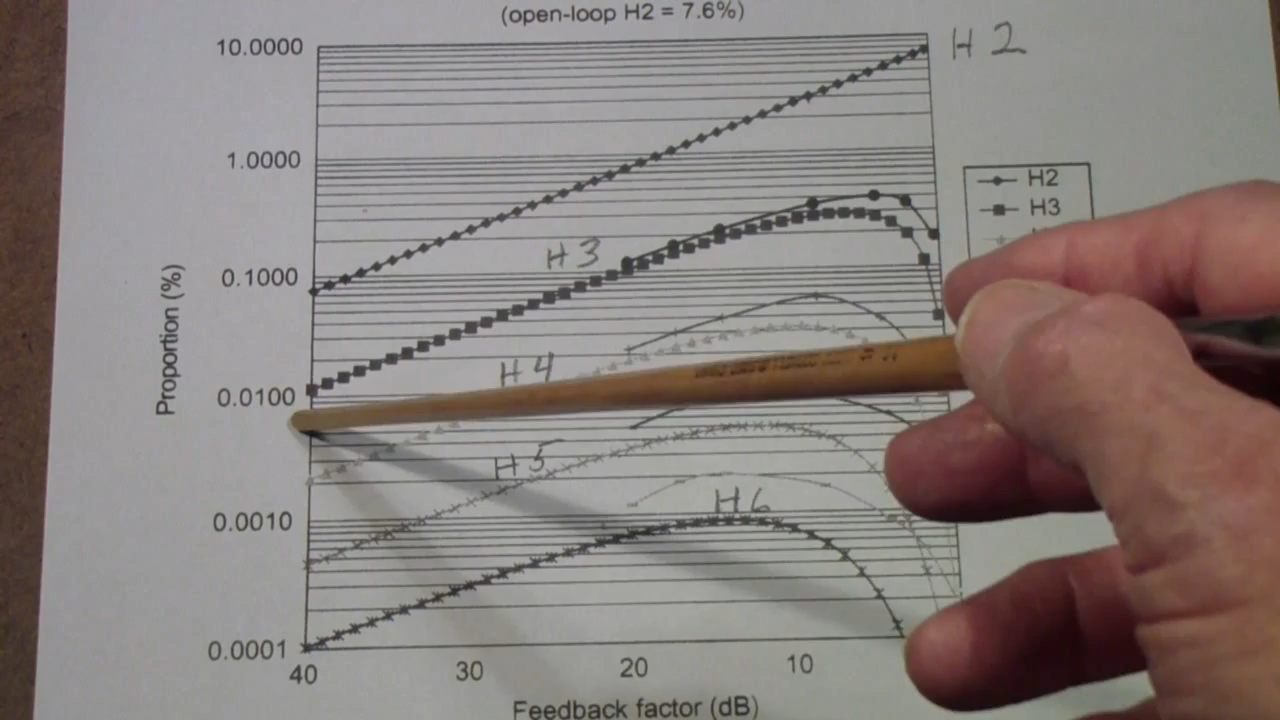 (open-loop H2 = 7.6%)
10.0000
H2
1.0000
H2
H3
H3
0.1000
Proportion (%)
H4
0.0100
H5
H6
0.0010
0.0001
40
30
20
10
Feedback factor (dB)